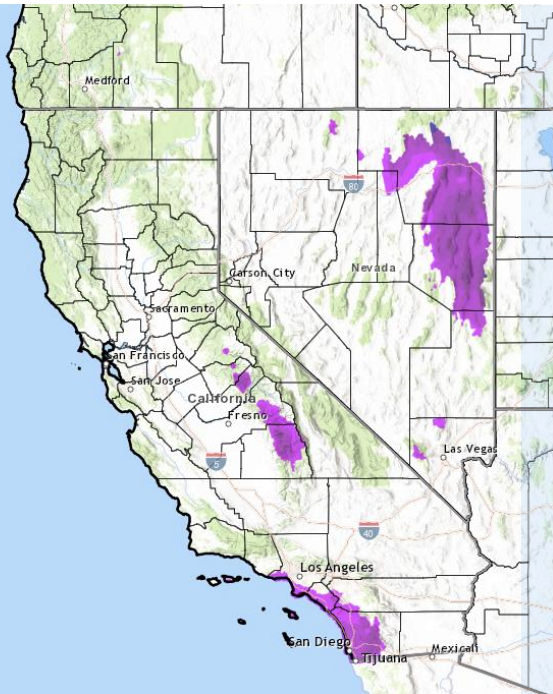 Medford
80
Carson City
Nevada
Sacramento
San Francisco
San Jose
California
Fresno
Las Vegas
5
40
Los Angeles
San Diego
Mexicali
Tijuana